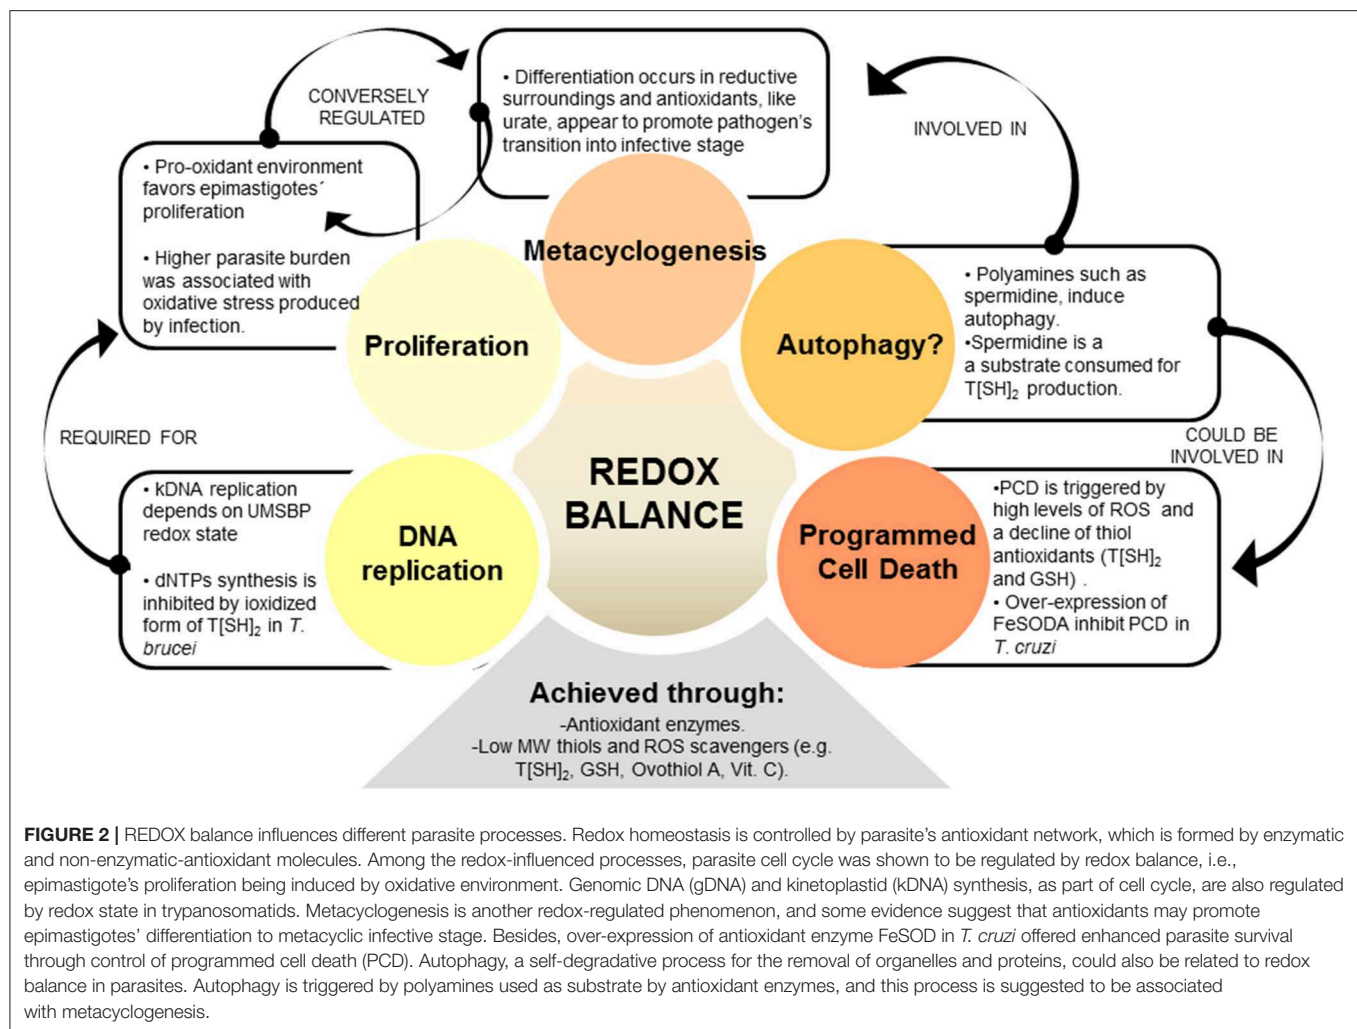 CONVERSELY
REGULATED
• Differentiation occurs in reductive
surroundings and antioxidants, like
urate, appear to promote pathogen's
transition into infective stage
INVOLVED IN
• Pro-oxidant environment
favors epimastigotes´
proliferation
• Higher parasite burden
was associated with
oxidative stress produced
by infection.
Metacyclogenesis
Proliferation
Autophagy?
• Polyamines such as
spermidine, induce
autophagy.
•Spermidine is a
a substrate consumed for
T[SH]₂ production.
REQUIRED FOR
COULD BE
INVOLVED IN
REDOX
BALANCE
• kDNA replication
depends on UMSBP
redox state
• dNTPs synthesis is
inhibited by ioxidized
form of T[SH]₂ in T.
brucei
DNA
replication
Programmed
Cell Death
•PCD is triggered by
high levels of ROS and
a decline of thiol
antioxidants (T[SH]₂
and GSH) .
• Over-expression of
FeSODA inhibit PCD in
T. cruzi
Achieved through:
-Antioxidant enzymes.
-Low MW thiols and ROS scavengers (e.g.
T[SH]₂, GSH, Ovothiol A, Vit. C).
FIGURE 2 | REDOX balance influences different parasite processes. Redox homeostasis is controlled by parasite's antioxidant network, which is formed by enzymatic
and non-enzymatic-antioxidant molecules. Among the redox-influenced processes, parasite cell cycle was shown to be regulated by redox balance, i.e.,
epimastigote's proliferation being induced by oxidative environment. Genomic DNA (gDNA) and kinetoplastid (kDNA) synthesis, as part of cell cycle, are also regulated
by redox state in trypanosomatids. Metacyclogenesis is another redox-regulated phenomenon, and some evidence suggest that antioxidants may promote
epimastigotes' differentiation to metacyclic infective stage. Besides, over-expression of antioxidant enzyme FeSOD in T. cruzi offered enhanced parasite survival
through control of programmed cell death (PCD). Autophagy, a self-degradative process for the removal of organelles and proteins, could also be related to redox
balance in parasites. Autophagy is triggered by polyamines used as substrate by antioxidant enzymes, and this process is suggested to be associated
with metacyclogenesis.